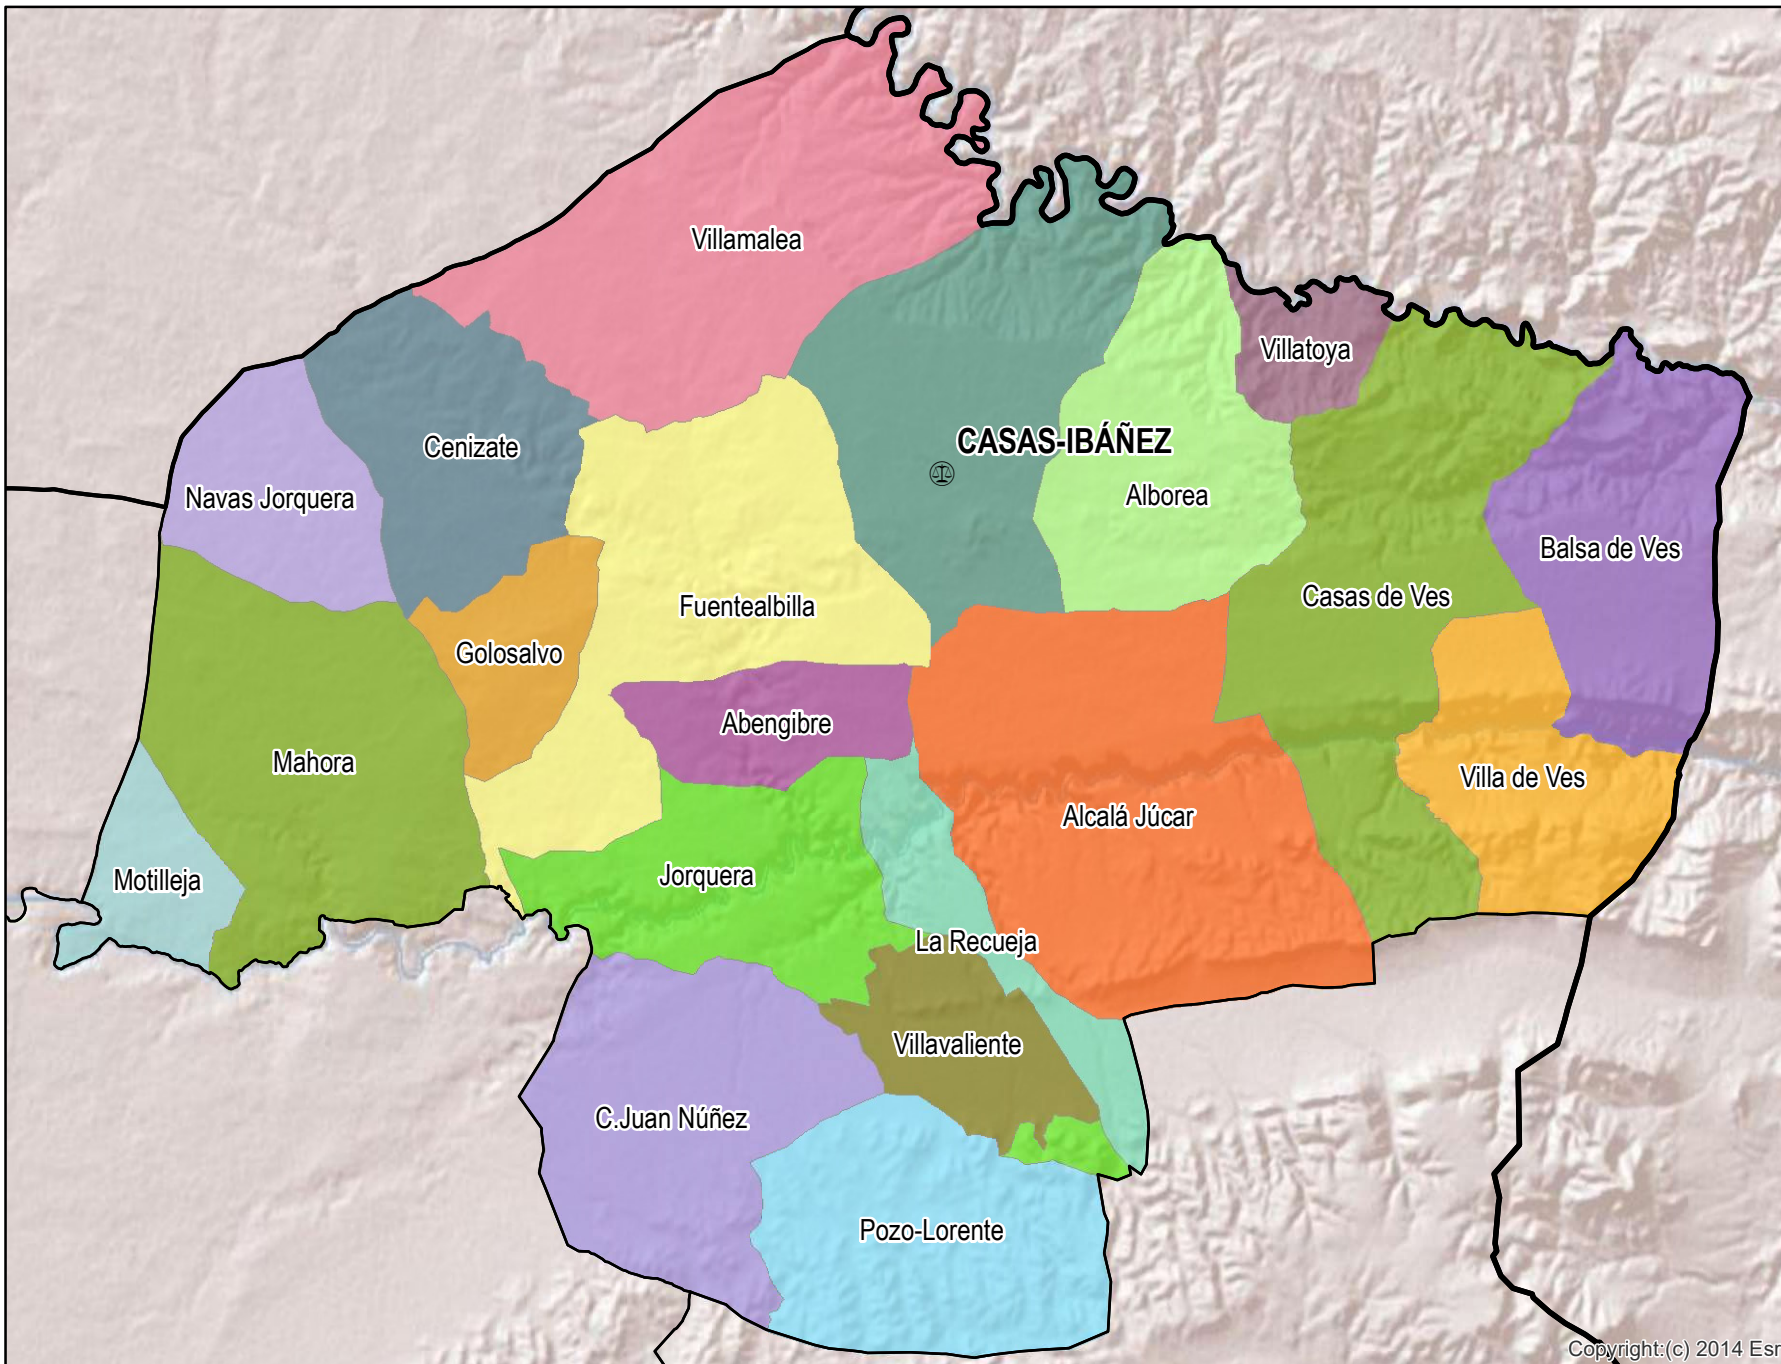 Villamalea
Villatoya
CASAS-IBÁÑEZ
Cenizate
Navas Jorquera
Alborea
Balsa de Ves
Casas de Ves
Fuentealbilla
Golosalvo
Abengibre
Mahora
Villa de Ves
Alcalá Júcar
Motilleja
Jorquera
La Recueja
Villavaliente
C.Juan Núñez
Pozo-Lorente
Copyright:(c) 2014 Esr